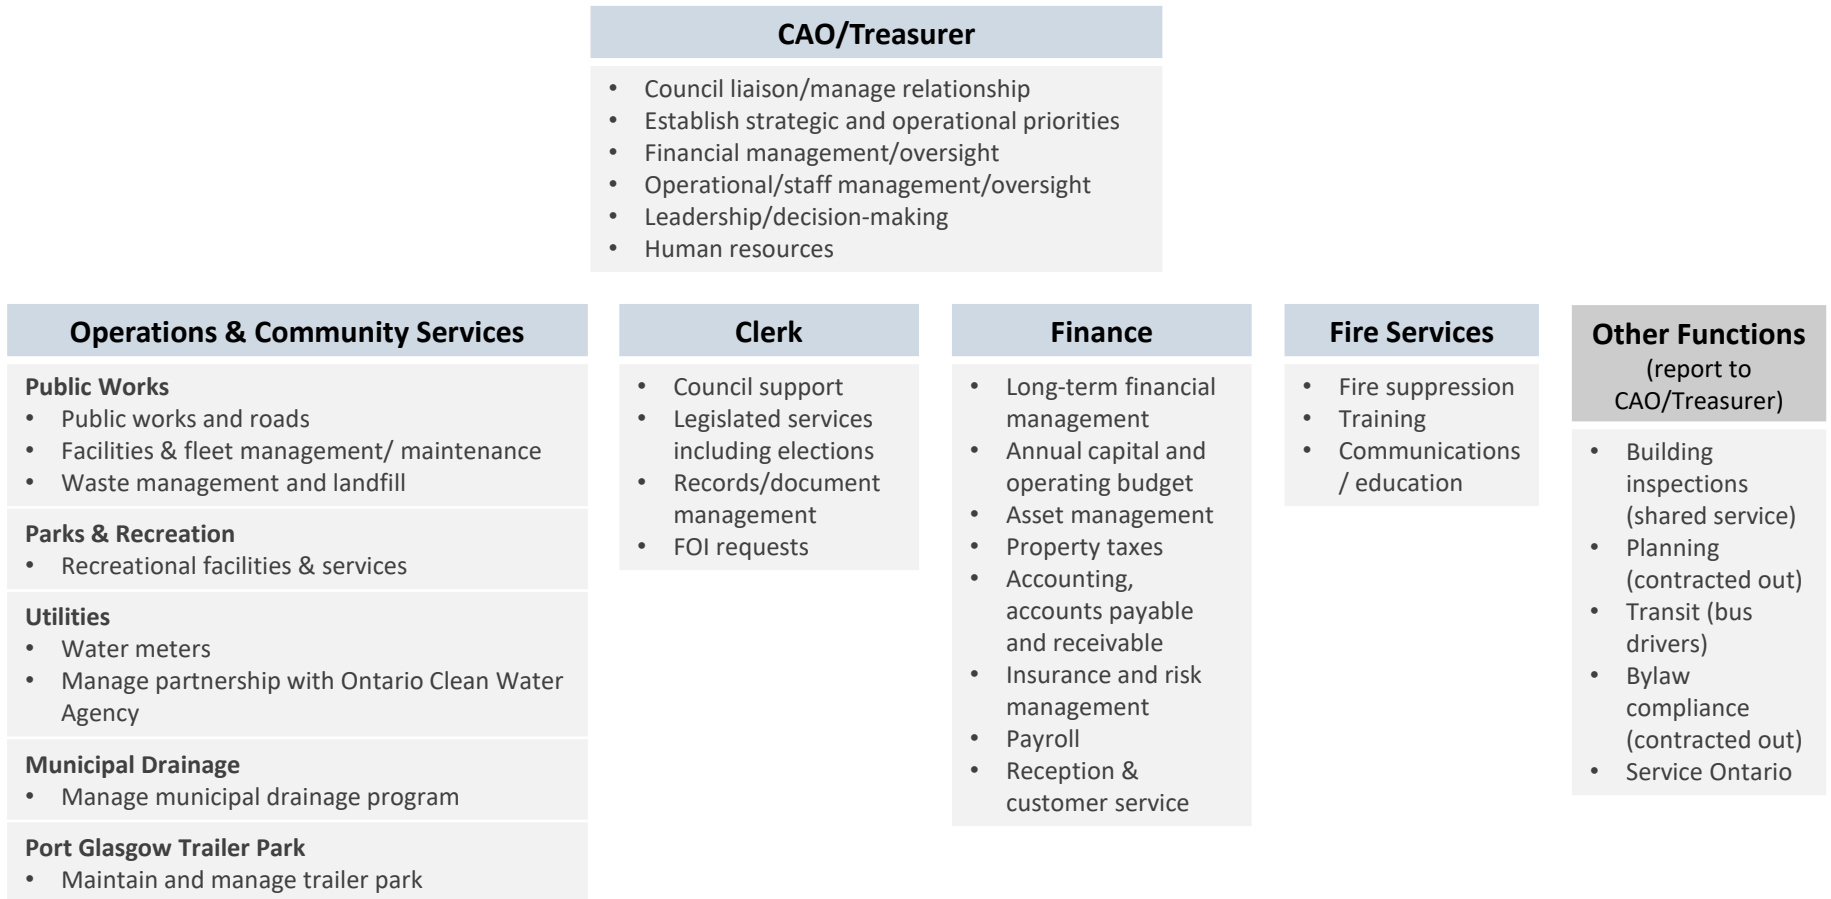 CAO/Treasurer
• Council liaison/manage relationship
• Establish strategic and operational priorities
• Financial management/oversight
• Operational/staff management/oversight
• Leadership/decision-making
• Human resources
Operations & Community Services
Public Works
• Public works and roads
• Facilities & fleet management/ maintenance
• Waste management and landfill
Parks & Recreation
• Recreational facilities & services
Utilities
• Water meters
• Manage partnership with Ontario Clean Water
Agency
Municipal Drainage
• Manage municipal drainage program
Port Glasgow Trailer Park
• Maintain and manage trailer park
Clerk
• Council support
• Legislated services
including elections
• Records/document
management
• FOI requests
Finance
• Long-term financial
management
• Annual capital and
operating budget
• Asset management
• Property taxes
• Accounting,
accounts payable
and receivable
• Insurance and risk
management
• Payroll
• Reception &
customer service
Fire Services
• Fire suppression
• Training
• Communications
/ education
Other Functions
(report to
CAO/Treasurer)
• Building
inspections
(shared service)
• Planning
(contracted out)
• Transit (bus
drivers)
• Bylaw
compliance
(contracted out)
• Service Ontario